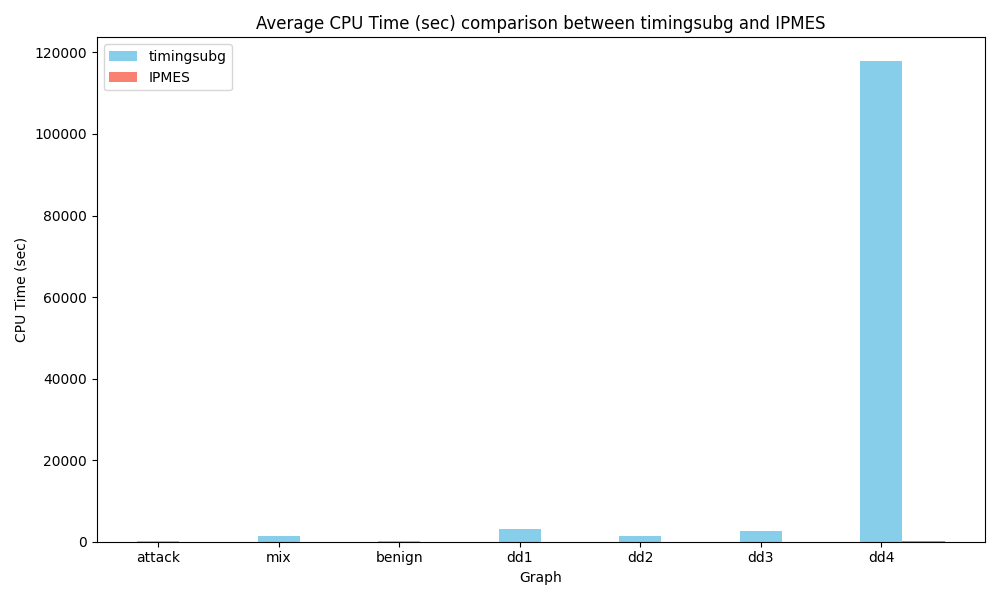 Average CPU Time (sec) comparison between timingsubg and IPMES
timingsubg
IPMES
120000
100000
80000
60000
40000
20000
0
CPU Time (sec)
attack mix benign dd1 dd2 dd3 dd4
Graph